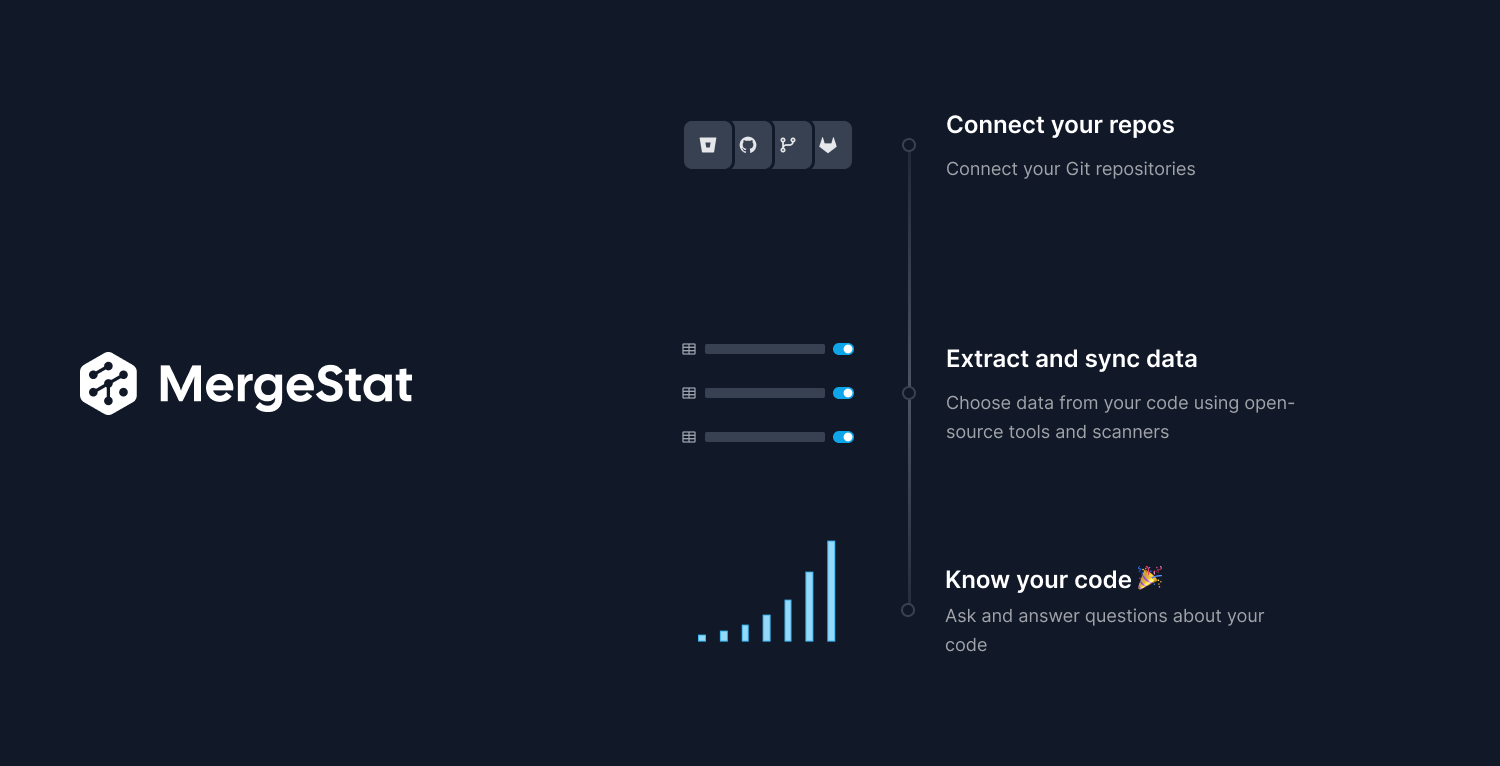 MergeStat
Connect your repos
Connect your Git repositories
Extract and sync data
Choose data from your code using open-
source tools and scanners
Know your code 🎉
Ask and answer questions about your
code